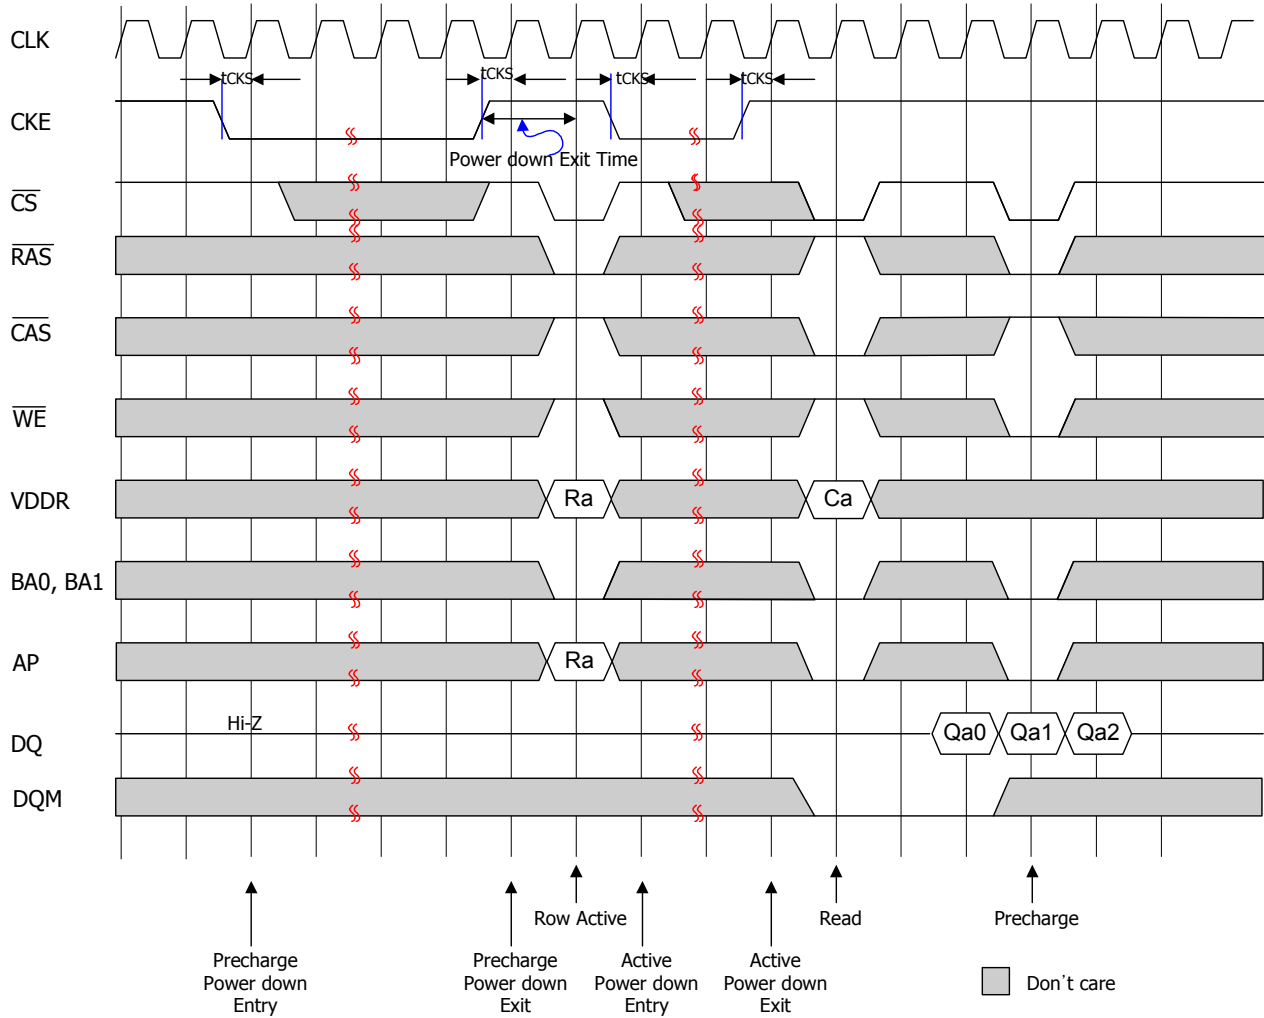 CLK
tCKS
tCKS
tCKS
tCKS
CKE
Power down Exit Time
CS
RAS
CAS
WE
VDDR
Ra
Ca
BA0, BA1
AP
Ra
Hi-Z
DQ
Qa0
Qa1
Qa2
DQM
Row Active
Read
Precharge
Precharge
Power down
Entry
Precharge
Power down
Exit
Active
Power down
Entry
Active
Power down
Exit
Don't care